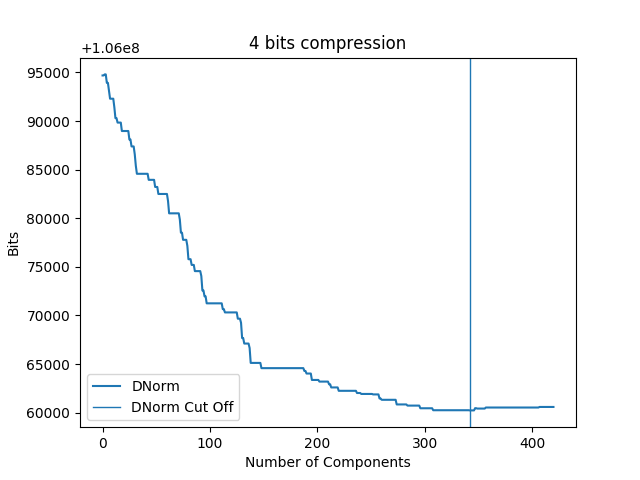 4 bits compression
+1.06e8
95000
90000
85000
80000
75000
70000
65000
60000
Bits
DNorm
DNorm Cut Off
0
100
200
300
400
Number of Components